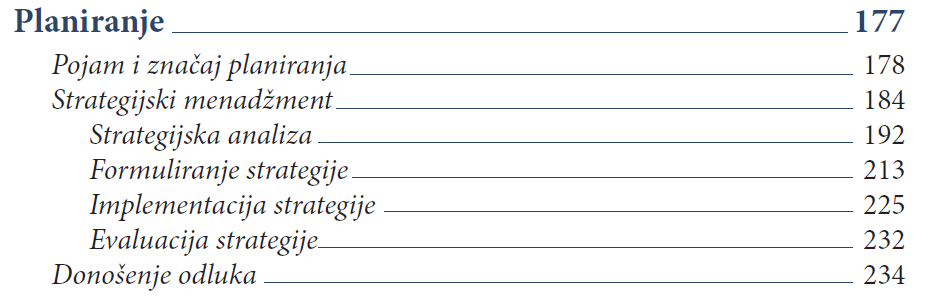 Planiranje 177
Pojam i značaj planiranja 178
Strategijski menadžment 184
Strategijska analiza 192
Formuliranje strategije 213
Implementacija strategije 225
Evaluacija strategije 232
Donošenje odluka 234